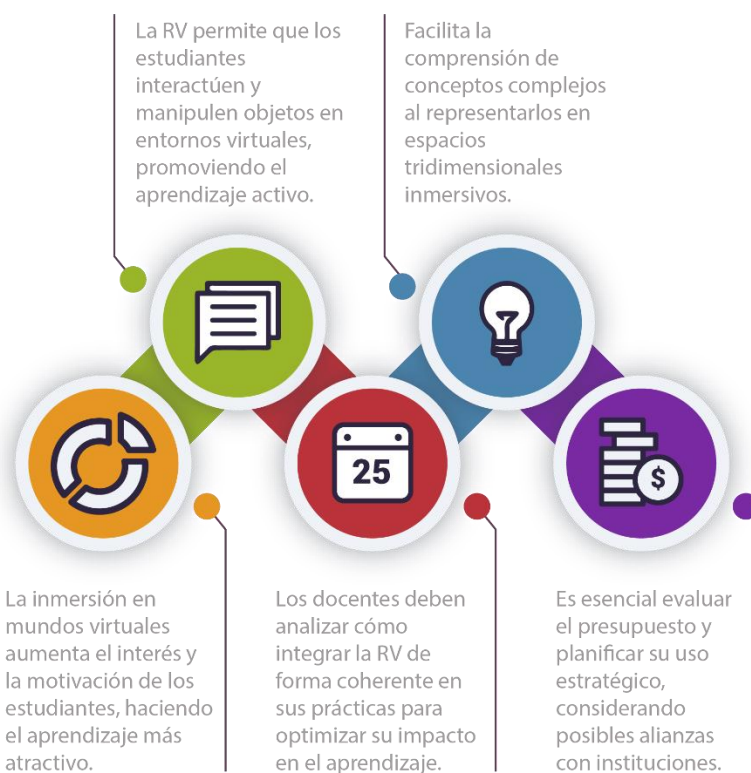 La RV permite que los
estudiantes
interactúen y
manipulen objetos en
entornos virtuales,
promoviendo el
aprendizaje activo.
Facilita la
comprensión de
conceptos complejos
al representarlos en
espacios
tridimensionales
inmersivos.
25
$
La inmersión en
mundos virtuales
aumenta el interés y
la motivación de los
estudiantes, haciendo
el aprendizaje más
atractivo.
Los docentes deben
analizar cómo
integrar la RV de
forma coherente en
sus prácticas para
optimizar su impacto
en el aprendizaje.
Es esencial evaluar
el presupuesto y
planificar su uso
estratégico,
considerando
posibles alianzas
con instituciones.